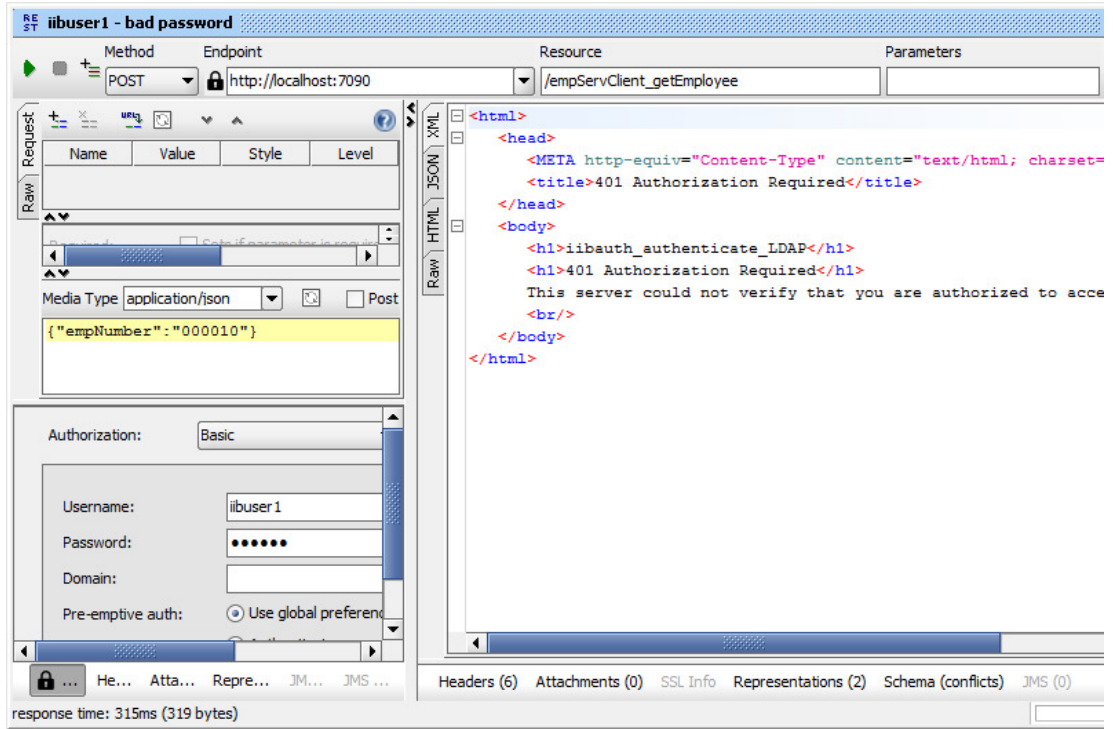 RE ST iibuser1 - bad password
Method Endpoint Resource Parameters
POST http://localhost:7090 /empServClient_getEmployee
Request
Raw
URL
Name Value Style Level
Media Type application/json Post
{"empNumber":"000010"}
Authorization: Basic
Username: iibuser1
Password: ••••••
Domain:
Pre-emptive auth: Use global preferenc
XML
JSON
HTML
Raw
<html>
<head>
<META http-equiv="Content-Type" content="text/html; charset=
<title>401 Authorization Required</title>
</head>
<body>
<h1>iibauth_authenticate_LDAP</h1>
<h1>401 Authorization Required</h1>
This server could not verify that you are authorized to acce
<br/>
</body>
</html>
... He... Atta... Repre... JM... JMS ...
Headers (6) Attachments (0) SSL Info Representations (2) Schema (conflicts) JMS (0)
response time: 315ms (319 bytes)